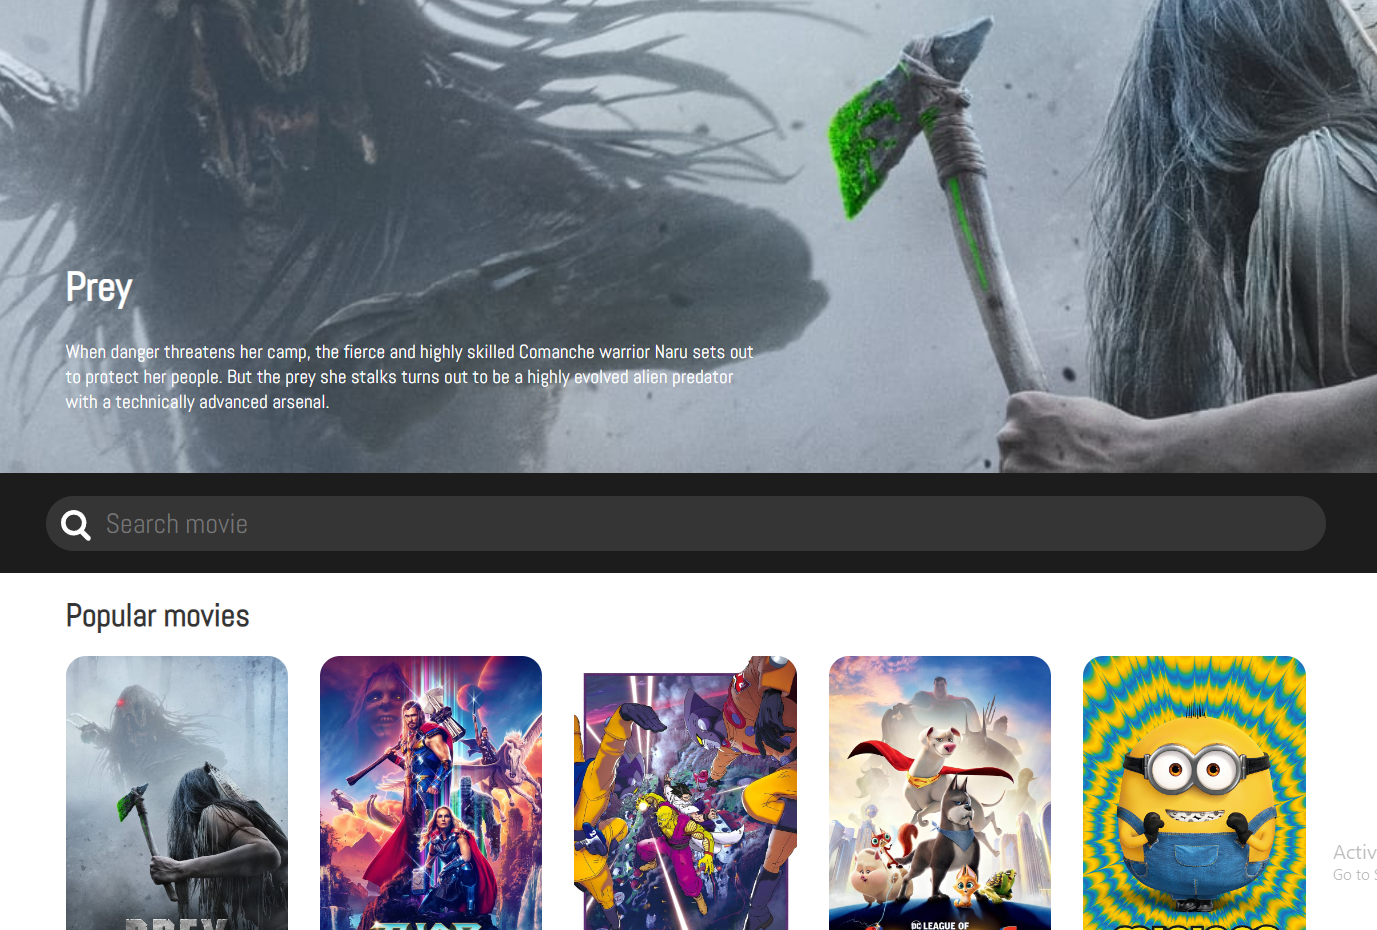 Prey
When danger threatens her camp, the fierce and highly skilled Comanche warrior Naru sets out
to protect her people. But the prey she stalks turns out to be a highly evolved alien predator
with a technically advanced arsenal.
Search movie
Popular movies
PREY
DC LEAGUE OF
Activ
Go to S